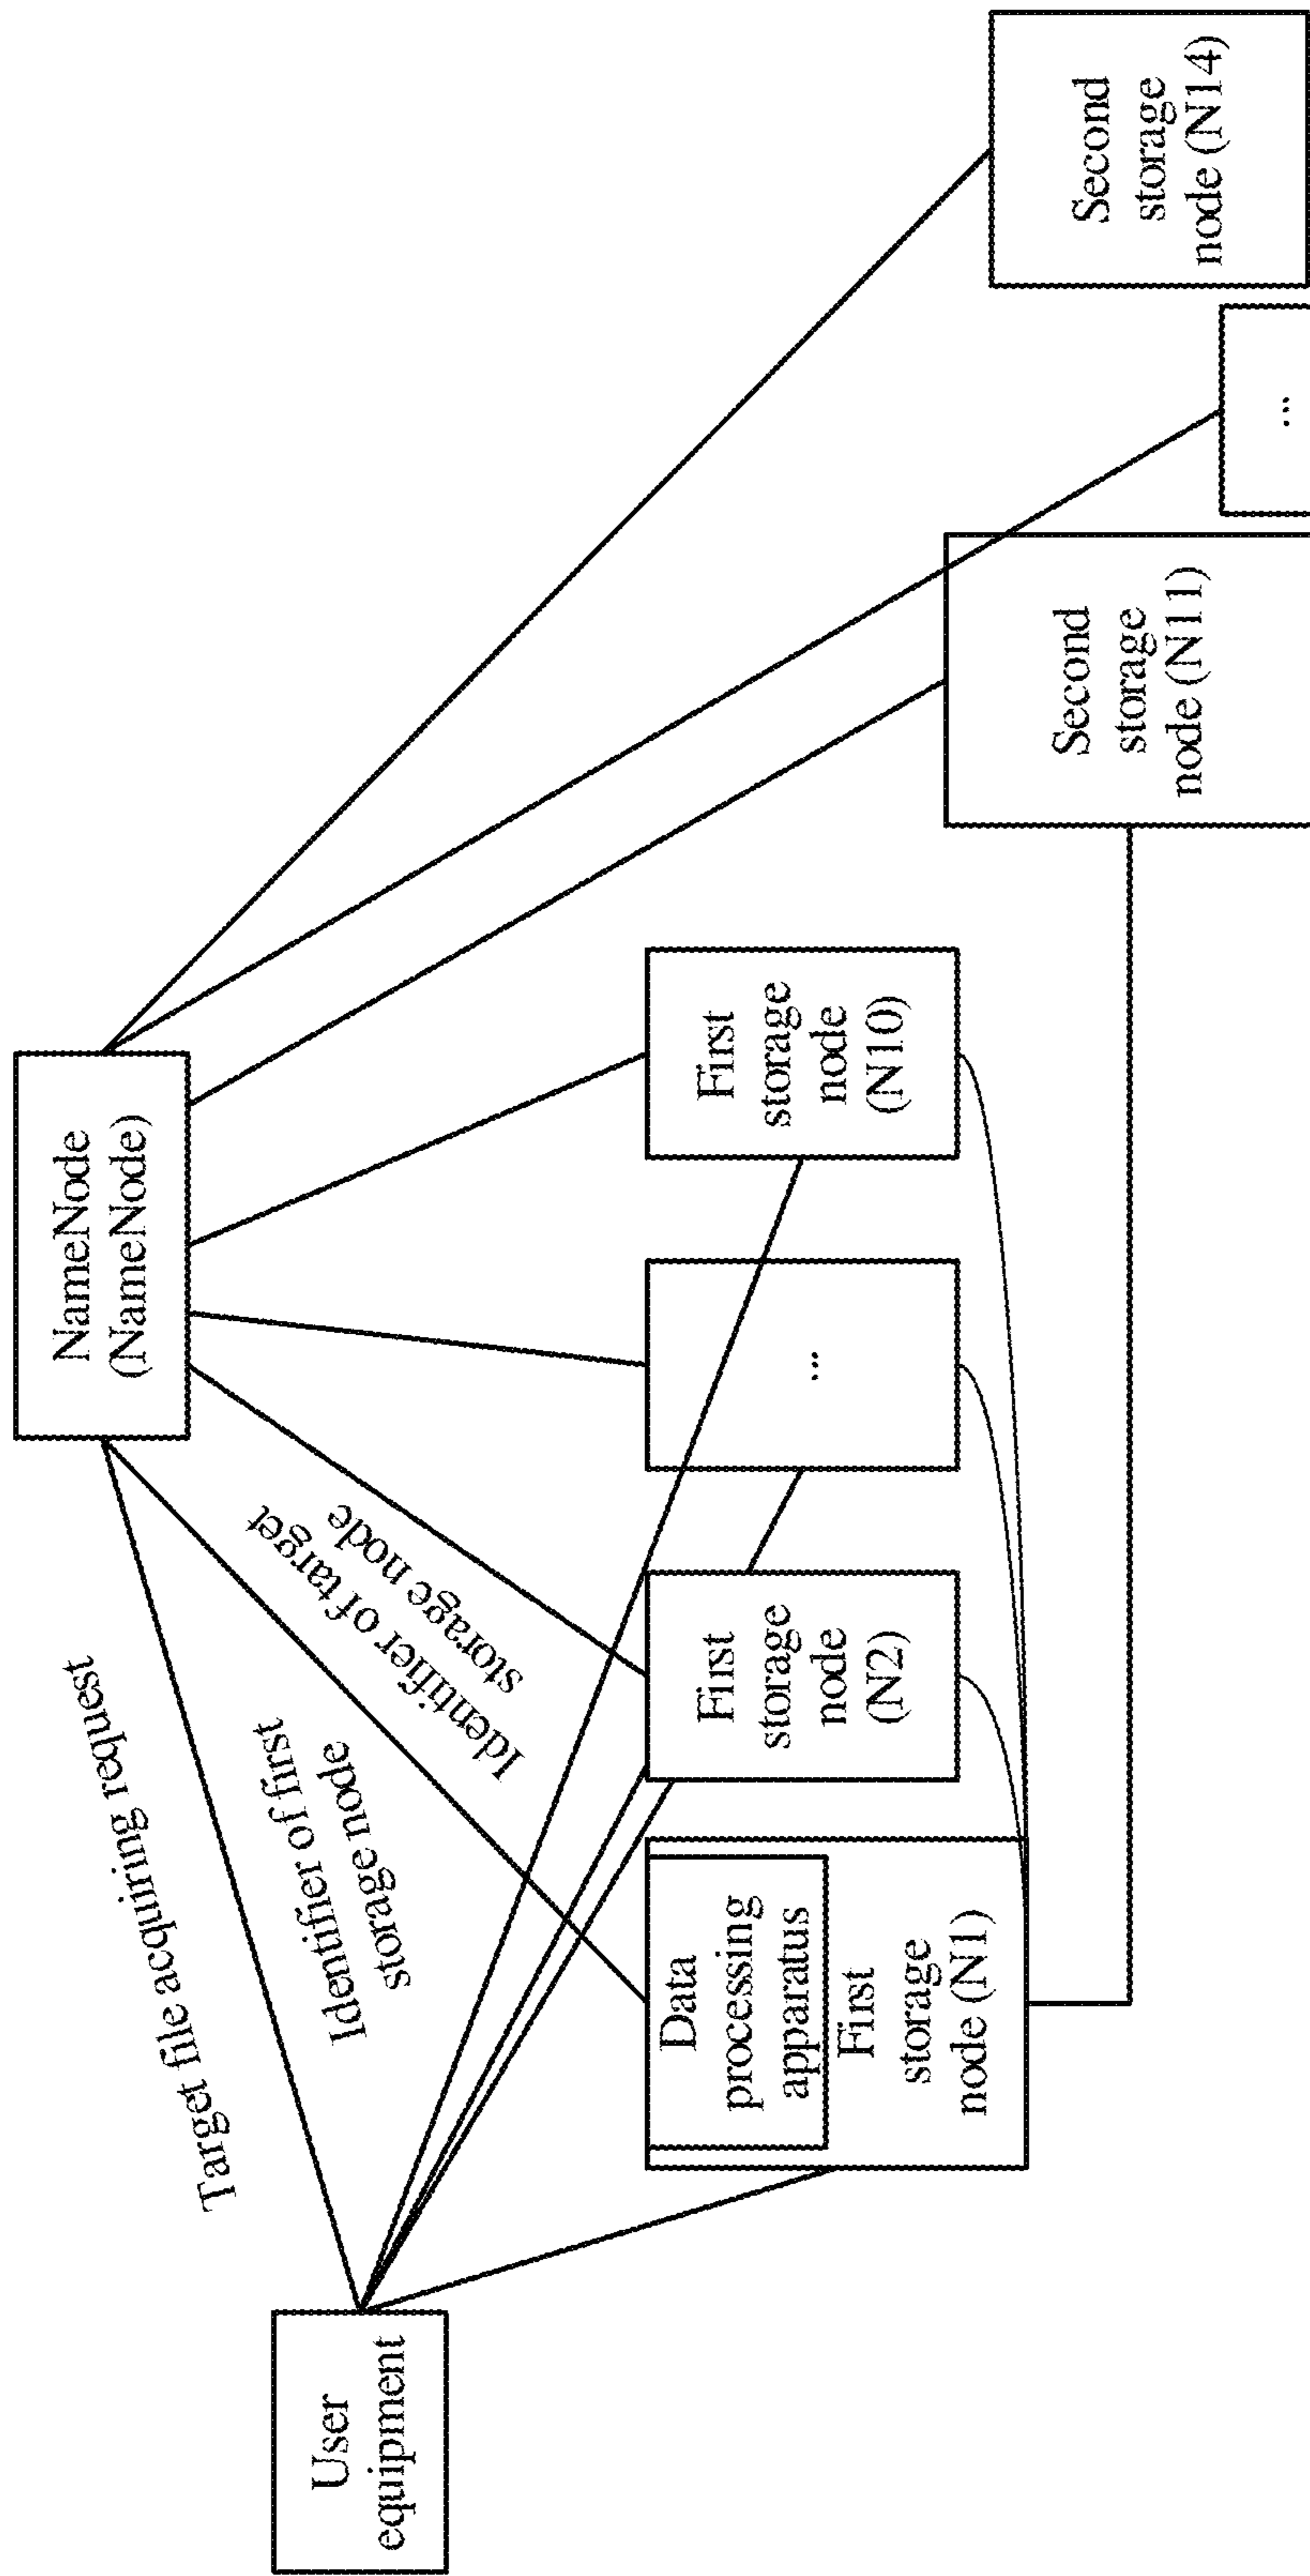 NameNode
(NameNode)
Target file acquiring request
Identifier of first
storage node
Identifier of target
storage node
User
equipment
Data
processing
apparatus
First
storage
node (N1)
First
storage
node
(N2)
...
First
storage
node
(N10)
Second
storage
node (N11)
...
Second
storage
node (N14)